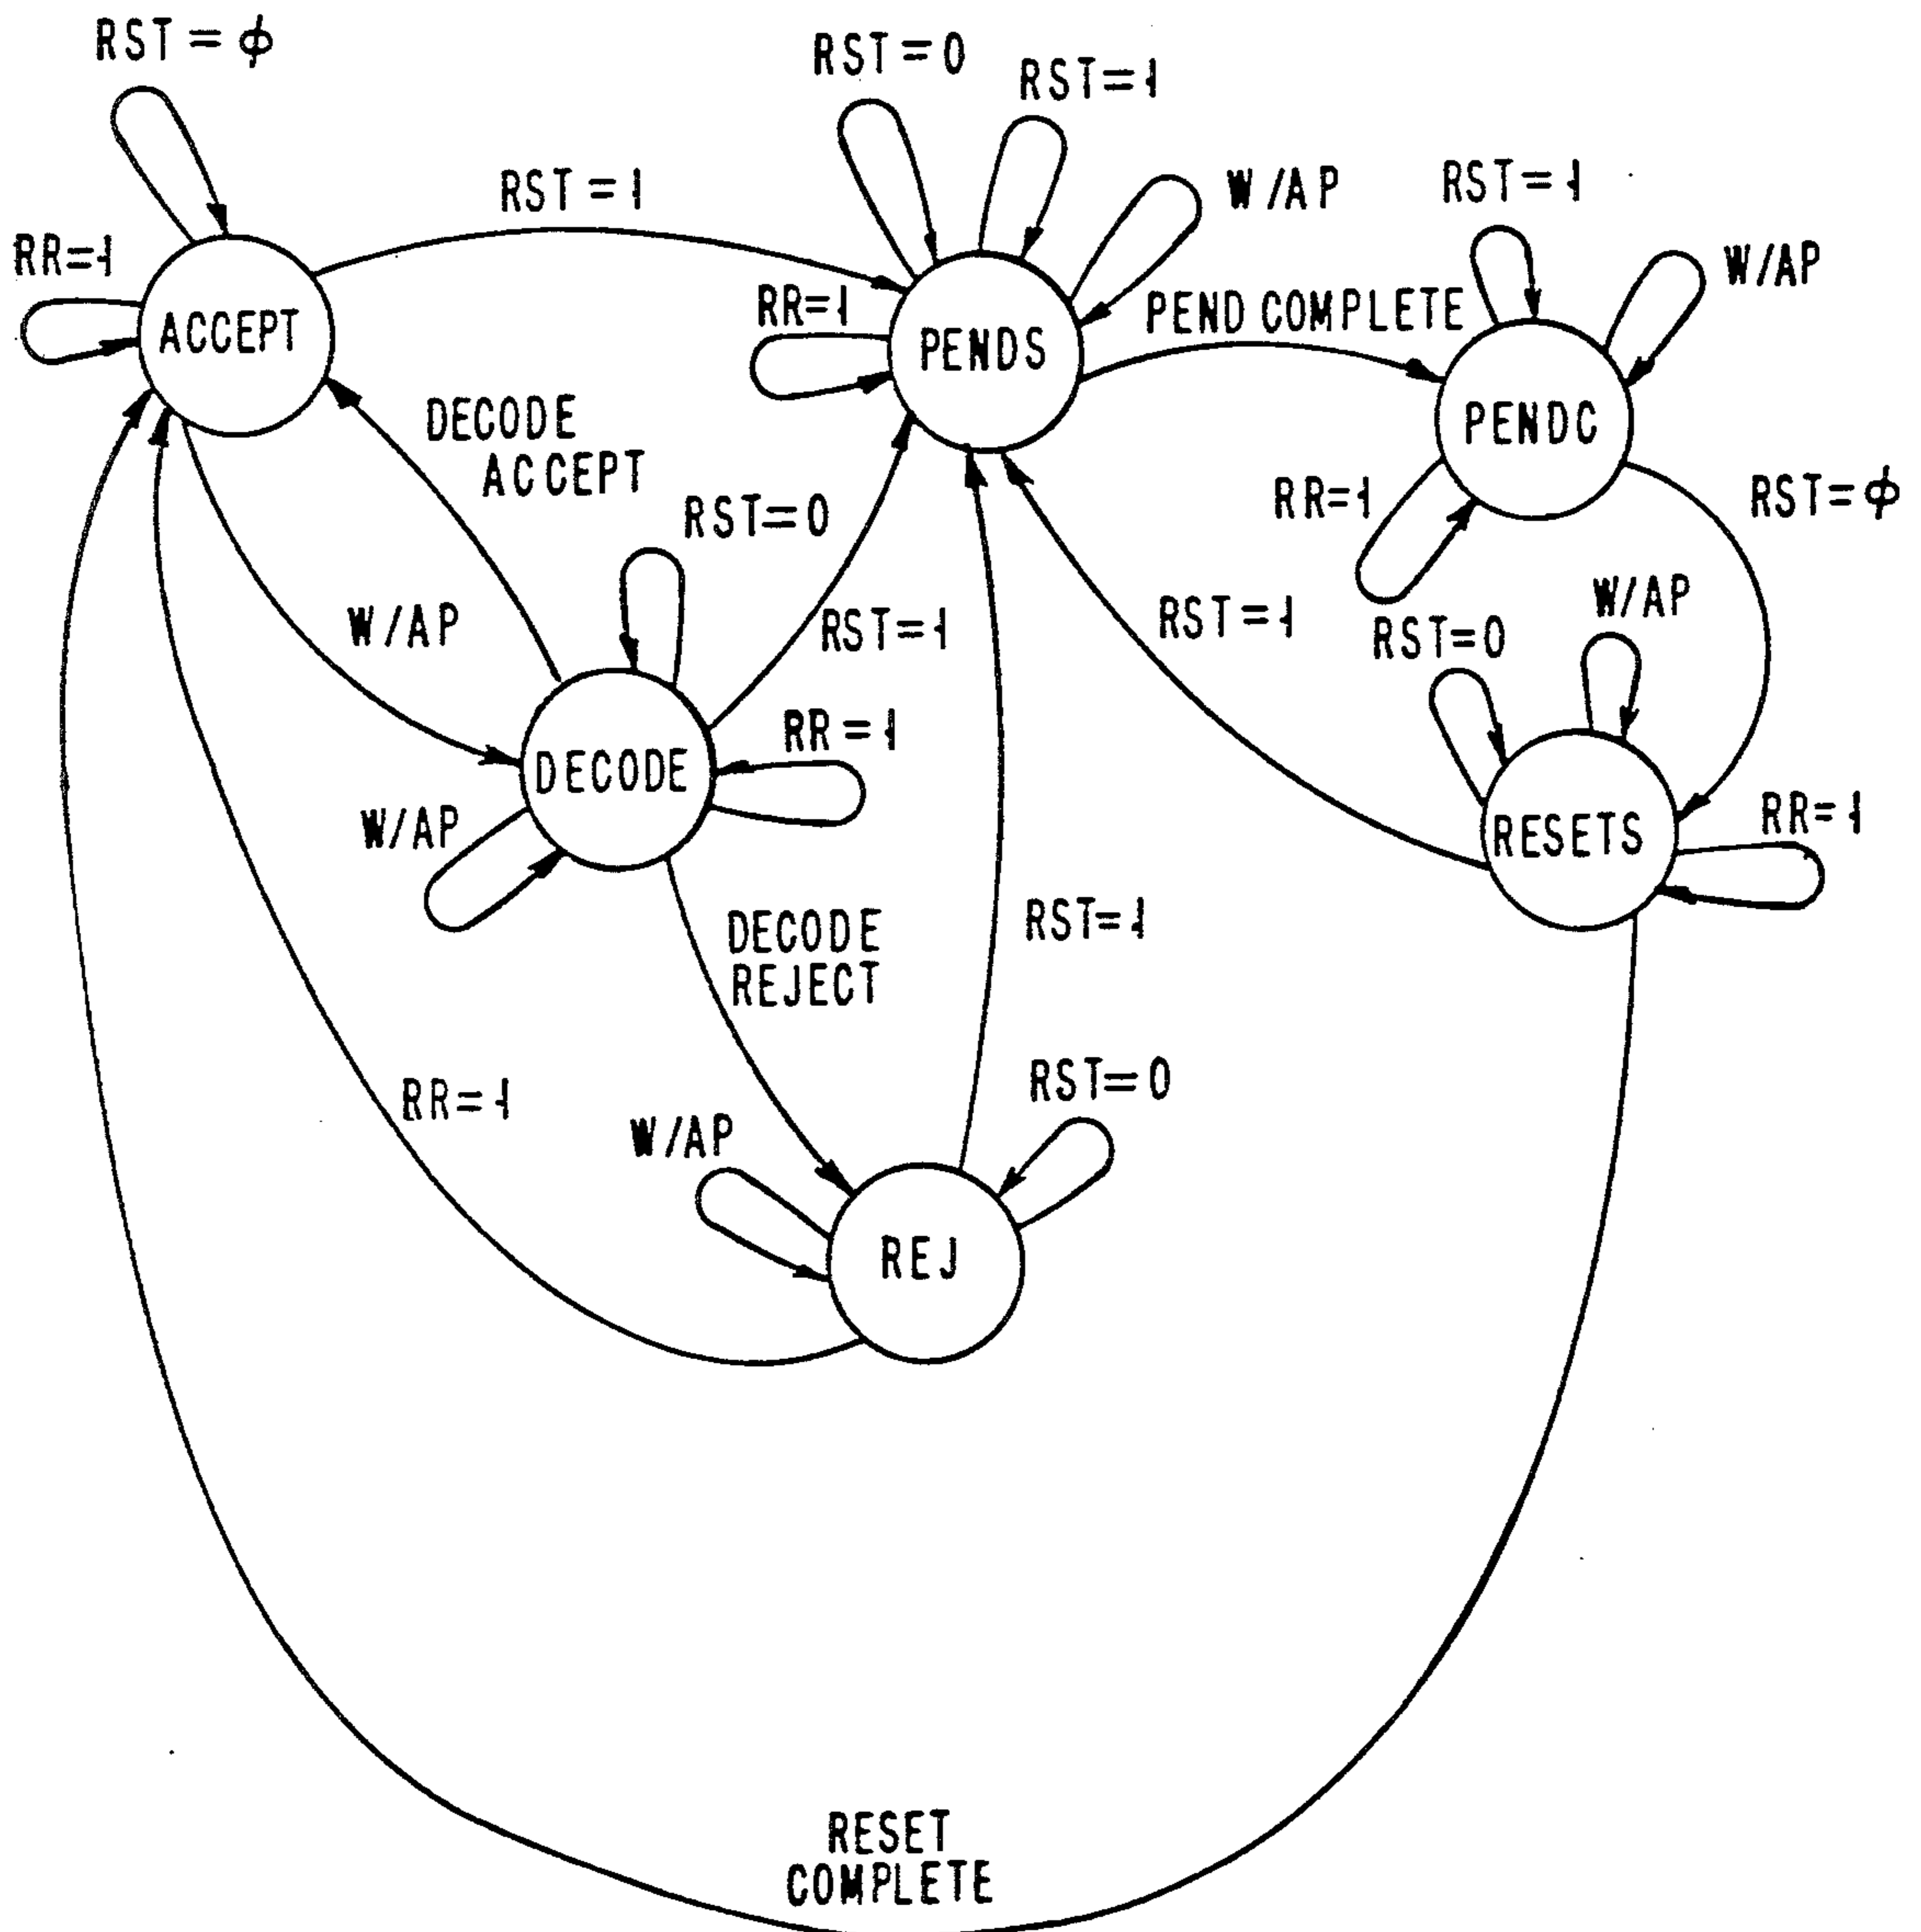 RST = ϕ
RST=0
RST=1
RST=1
W/AP
RST=1
W/AP
RR=1
ACCEPT
RR=1
PENDS
PEND COMPLETE
PENDC
DECODE
ACCEPT
RST=0
RR=1
RST=ϕ
W/AP
RST=1
RST=1
RST=0
W/AP
DECODE
RR=1
W/AP
RESETS
RR=1
DECODE
REJECT
RST=1
RR=1
W/AP
RST=0
REJ
RESET
COMPLETE